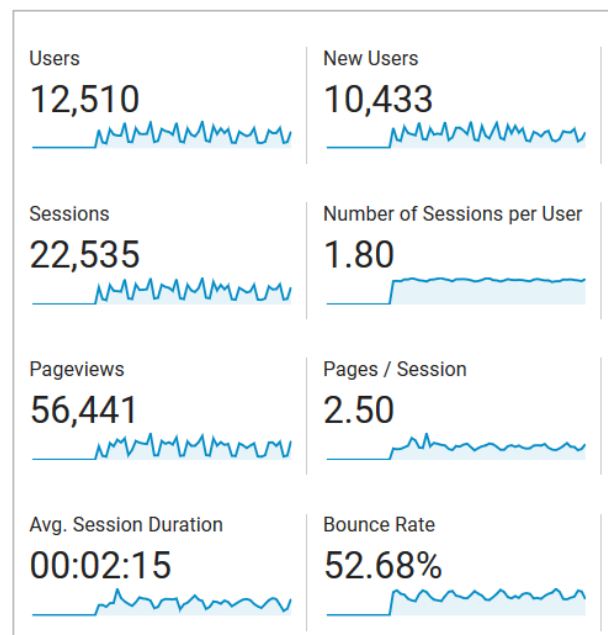 Users
12,510
New Users
10,433
Sessions
22,535
Number of Sessions per User
1.80
Pageviews
56,441
Pages / Session
2.50
Avg. Session Duration
00:02:15
Bounce Rate
52.68%